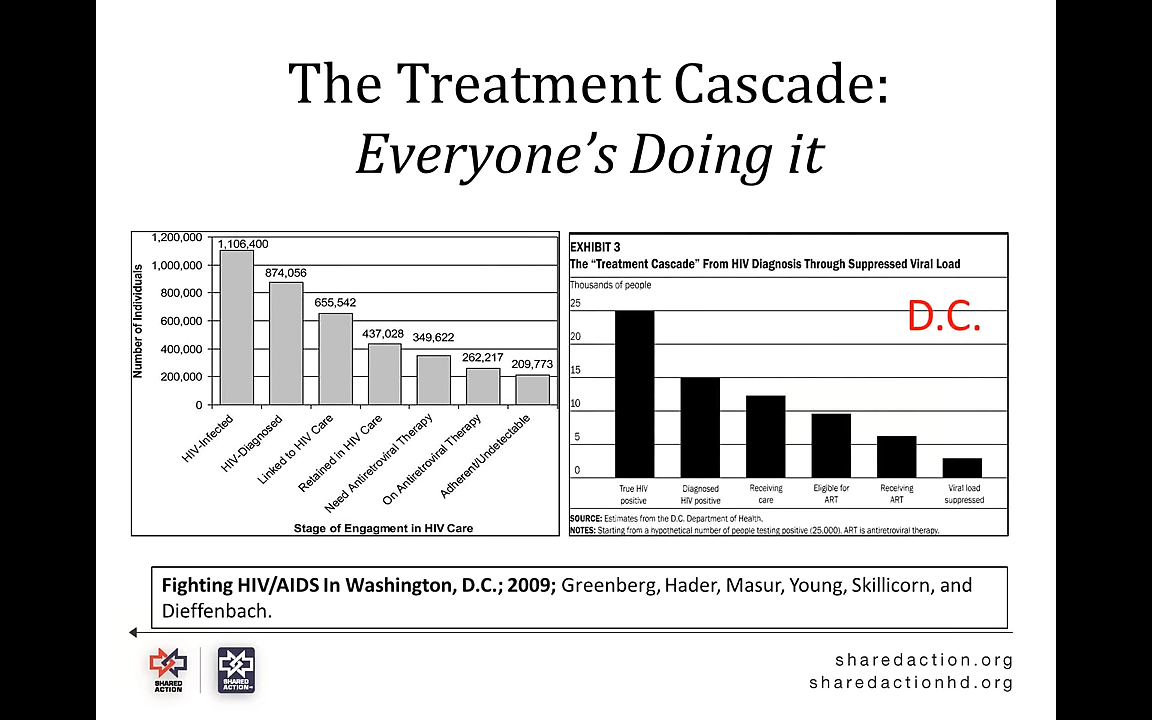 The Treatment Cascade:
Everyone's Doing it
1,200,000
1,000,000
800,000
600,000
400,000
200,000
0
Number of Individuals
1,106,400
874,056
655,542
437,028
349,622
262,217
209,773
HIV-Infected
HIV-Diagnosed
Linked to HIV Care
Retained in HIV Care
Need Antiretroviral Therapy
On Antiretroviral Therapy
Adherent/Undetectable
Stage of Engagment in HIV Care
EXHIBIT 3
The “Treatment Cascade” From HIV Diagnosis Through Suppressed Viral Load
Thousands of people
D.C.
25
20
15
10
5
0
True HIV
positive
Diagnosed
HIV positive
Receiving
care
Eligible for
ART
Receiving
ART
Viral load
suppressed
SOURCE: Estimates from the D.C. Department of Health.
NOTES: Starting from a hypothetical number of people testing positive (25,000). ART is antiretroviral therapy.
Fighting HIV/AIDS In Washington, D.C.; 2009; Greenberg, Hader, Masur, Young, Skillicorn, and
Dieffenbach.
SHARED
ACTION
SHARED
ACTION
sharedaction.org
sharedactionhd.org